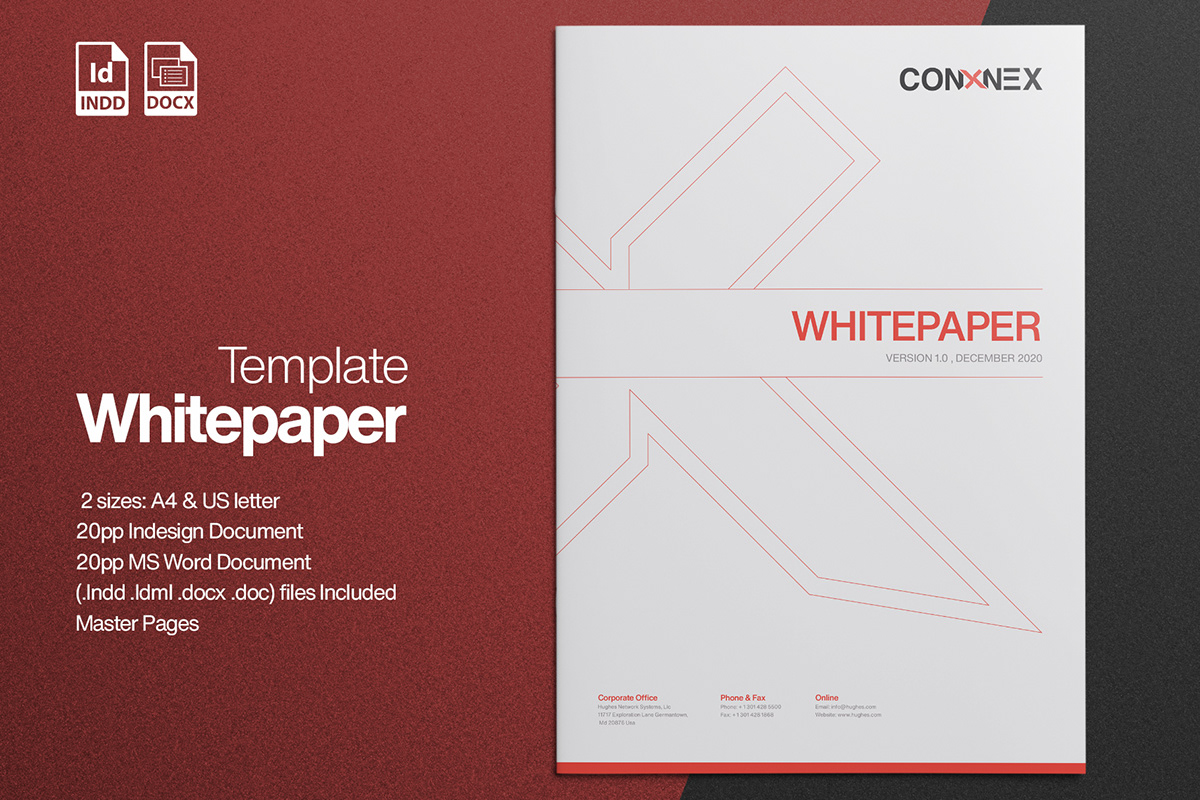 Id
INDD
DOCX
Template
Whitepaper
2 sizes: A4 & US letter
20pp Indesign Document
20pp MS Word Document
(.Indd .Idml .docx .doc) files Included
Master Pages
CONXNEX
WHITEPAPER
VERSION 1.0 , DECEMBER 2020
Corporate Office
Hughes Network Systems, Llc
11717 Exploration Lane Germantown,
Md 20876 Usa
Phone & Fax
Phone: + 1 301 428 5500
Fax: + 1 301 428 1868
Online
Email: info@hughes.com
Website: www.hughes.com